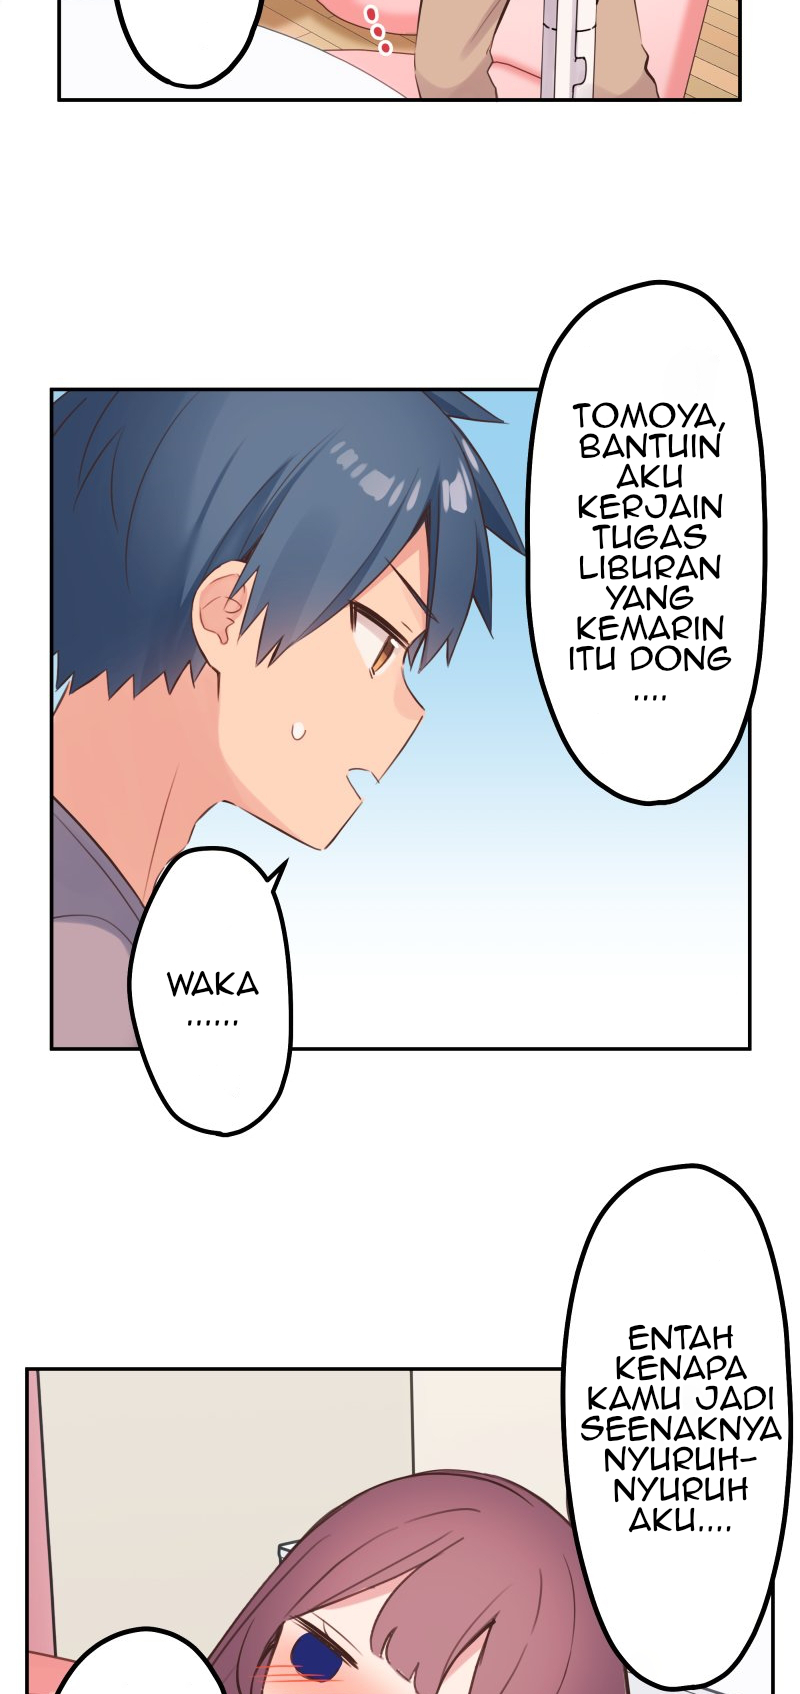 TOMOYA,
BANTUIN
AKU
KERJAIN
TUGAS
LIBURAN
YANG
KEMARIN
ITU DONG
....
WAKA
......
ENTAH
KENAPA
KAMU JADI
SEENAKNYA
NYURUH-
NYURUH
AKU....